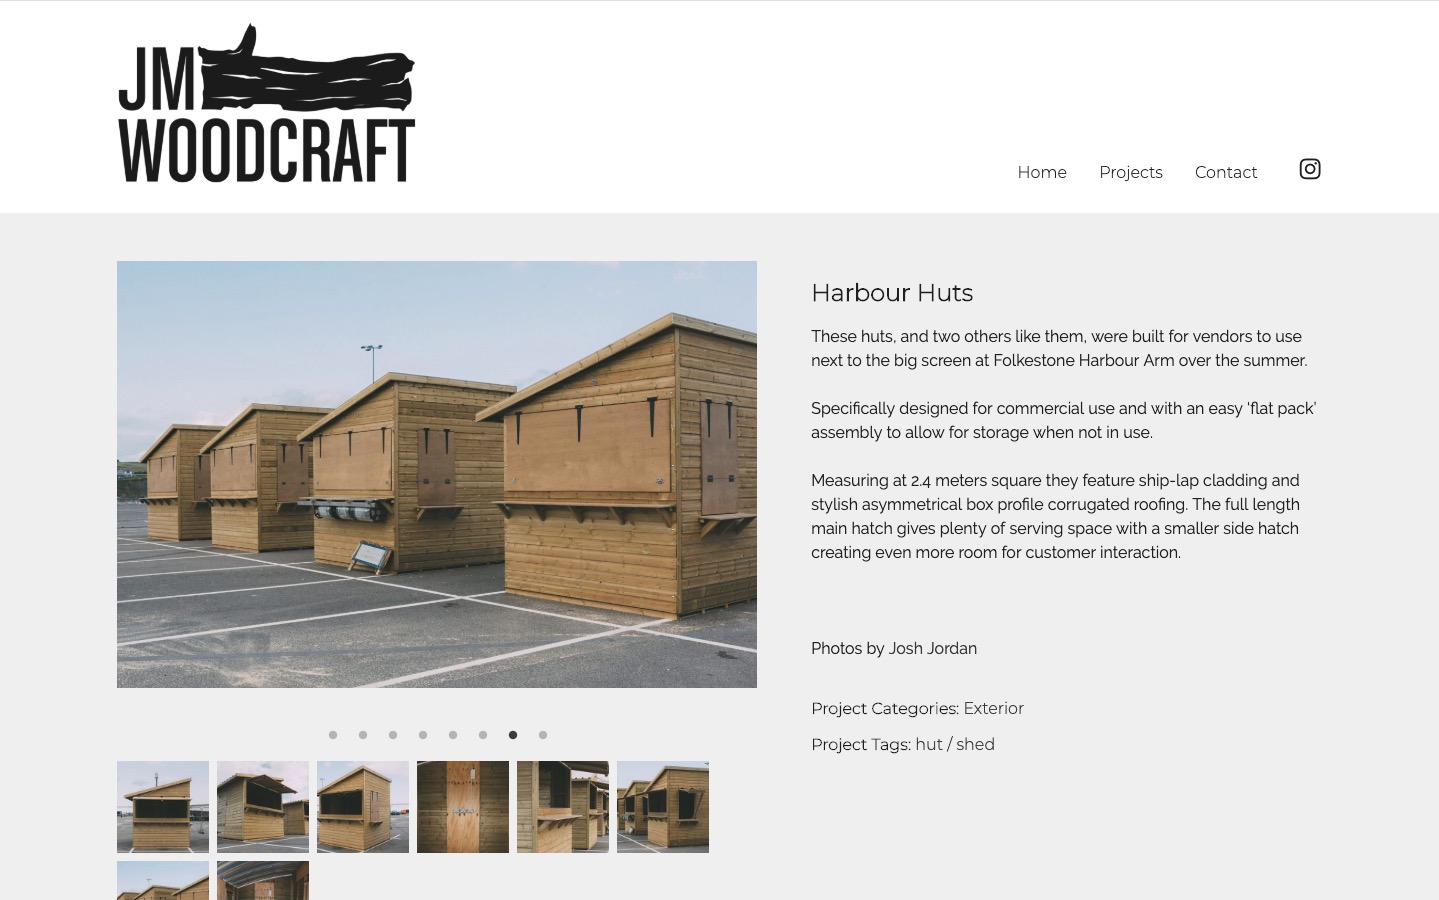 JM
WOODCRAFT
Home Projects Contact
Harbour Huts
These huts, and two others like them, were built for vendors to use
next to the big screen at Folkestone Harbour Arm over the summer.
Specifically designed for commercial use and with an easy ‘flat pack’
assembly to allow for storage when not in use.
Measuring at 2.4 meters square they feature ship-lap cladding and
stylish asymmetrical box profile corrugated roofing. The full length
main hatch gives plenty of serving space with a smaller side hatch
creating even more room for customer interaction.
Photos by Josh Jordan
Project Categories: Exterior
Project Tags: hut / shed